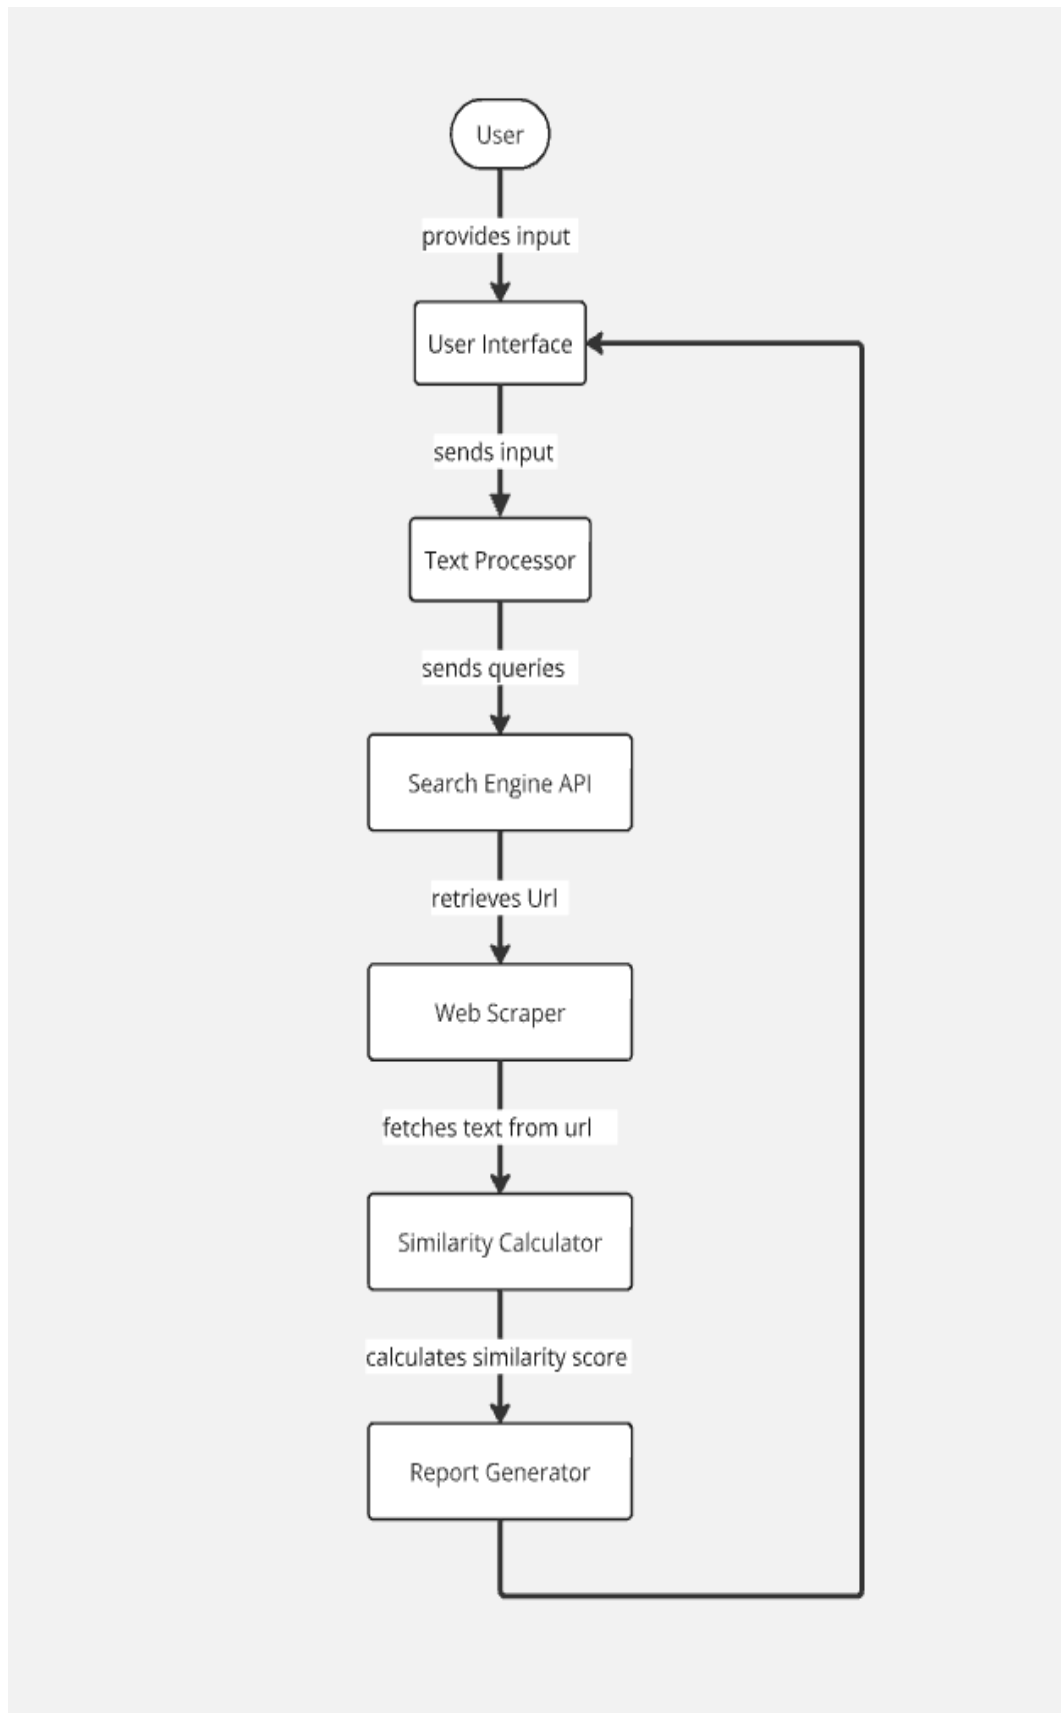 User
provides input
User Interface
sends input
Text Processor
sends queries
Search Engine API
retrieves Url
Web Scraper
fetches text from url
Similarity Calculator
calculates similarity score
Report Generator